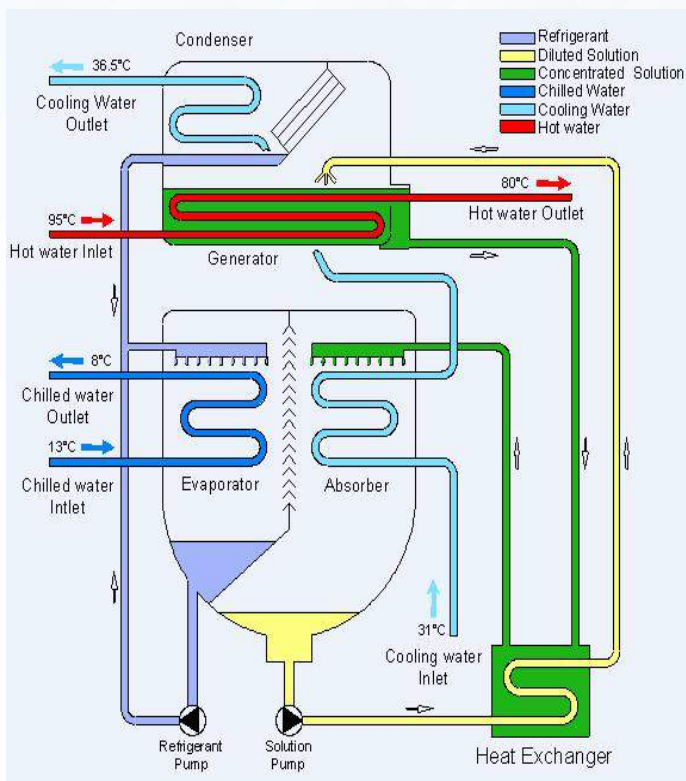 Condenser
36.5°C
Cooling Water
Outlet
Refrigerant
Diluted Solution
Concentrated Solution
Chilled Water
Cooling Water
Hot water
80°C
Hot water Outlet
95°C
Hot water Inlet
Generator
8°C
Chilled water
Outlet
13°C
Chilled water
Intlet
Evaporator
Absorber
31°C
Cooling water
Inlet
Refrigerant
Pump
Solution
Pump
Heat Exchanger